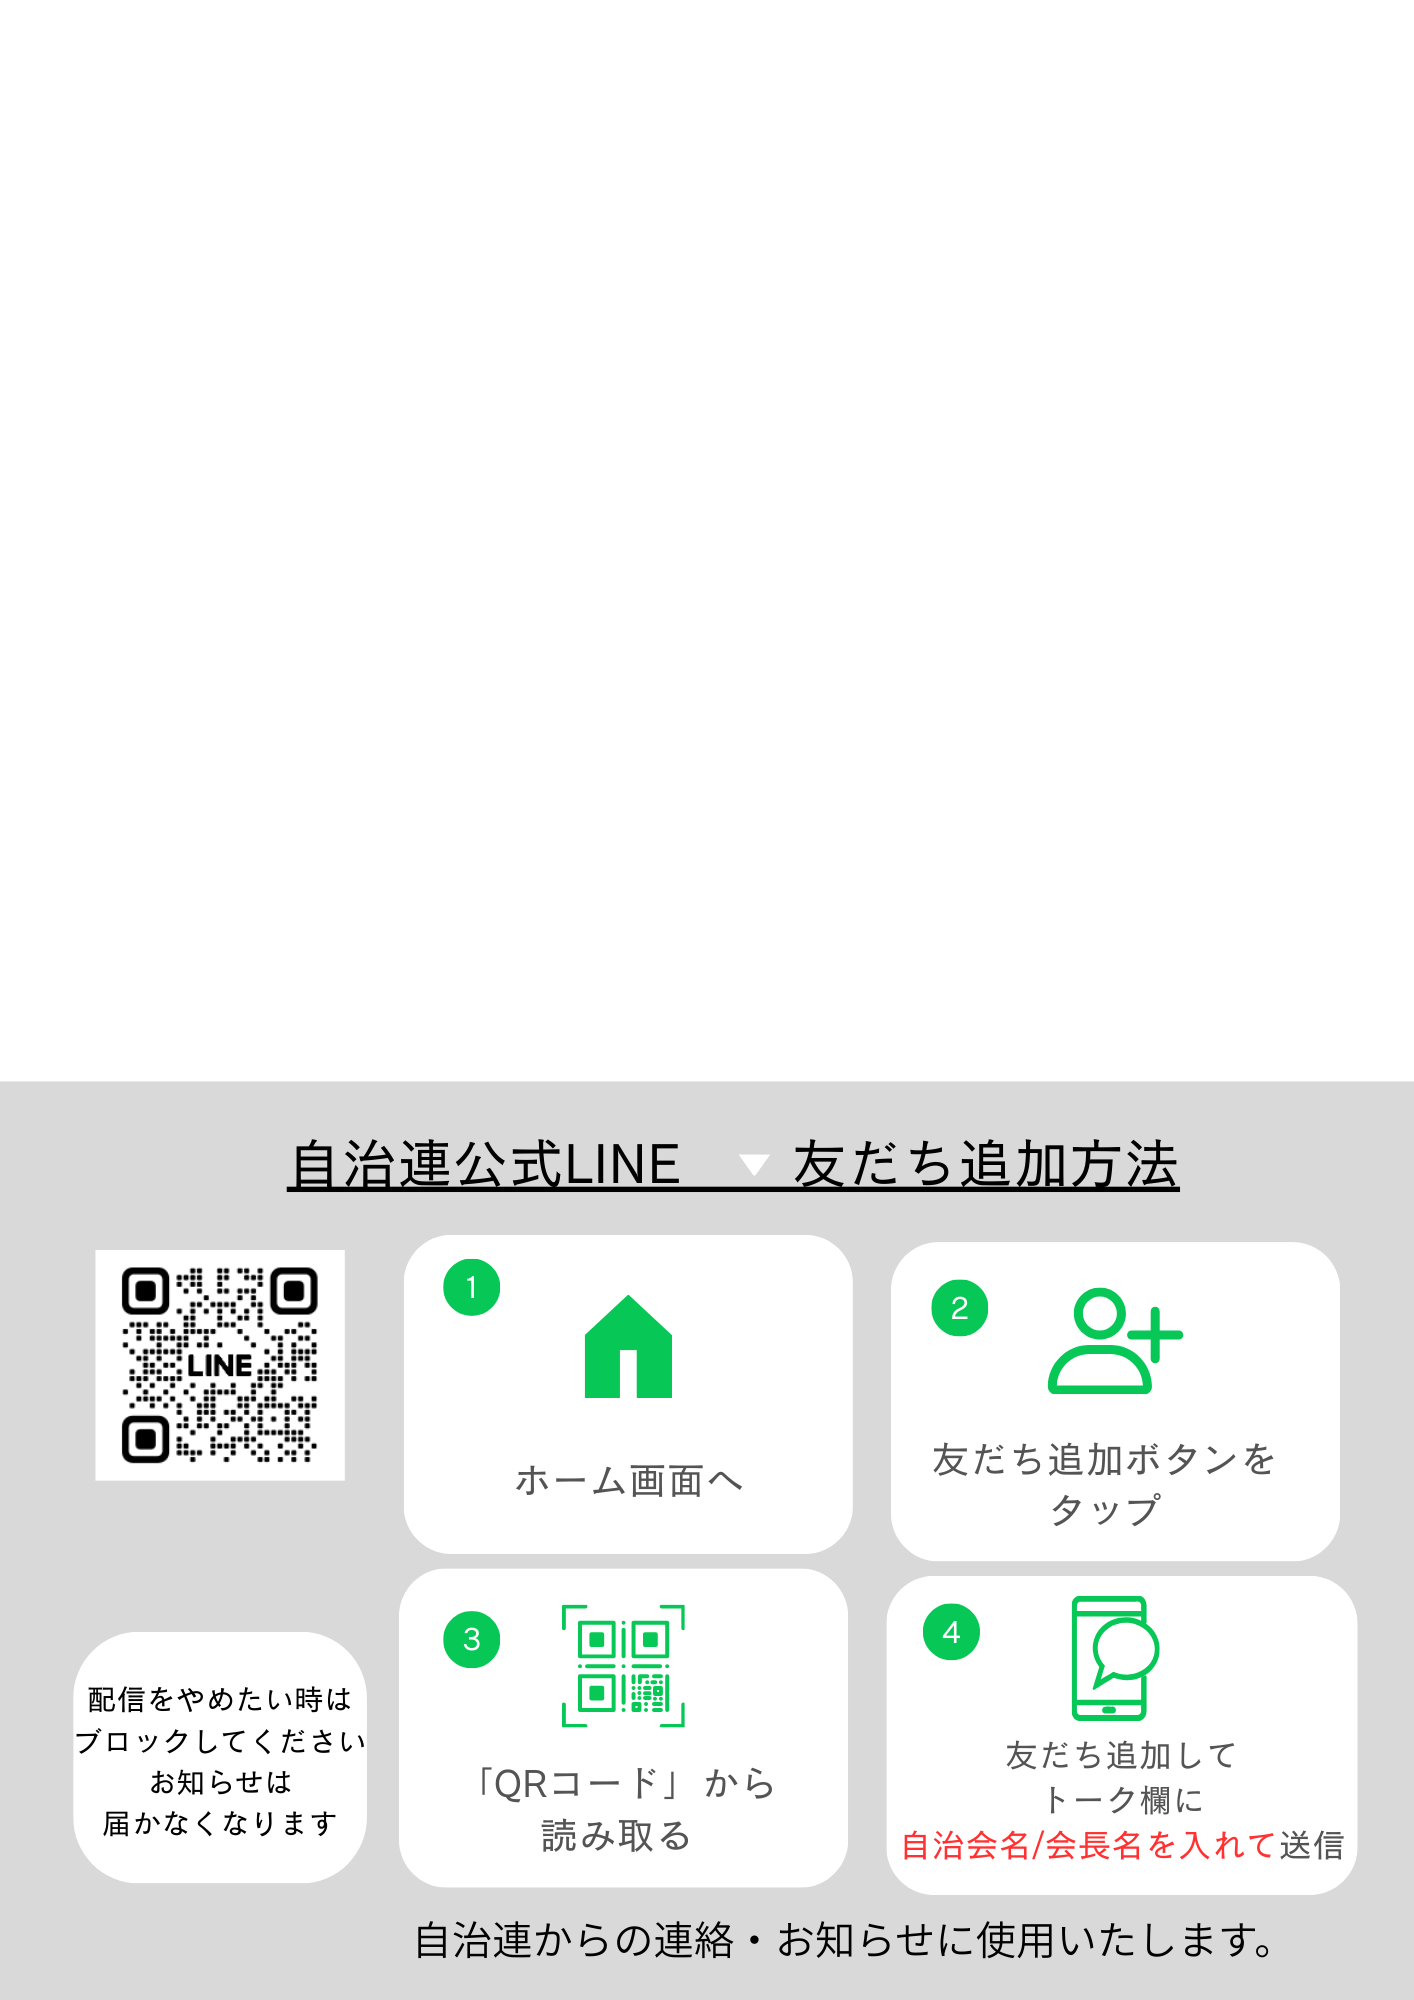 自治連公式LINE 友だち追加方法
LINE
1
ホーム画面へ
2
友だち追加ボタンを
タップ
3
「QRコード」から
読み取る
4
友だち追加して
トーク欄に
自治会名/会長名を入れて送信
配信をやめたい時は
ブロックしてください
お知らせは
届かなくなります
自治連からの連絡・お知らせに使用いたします。